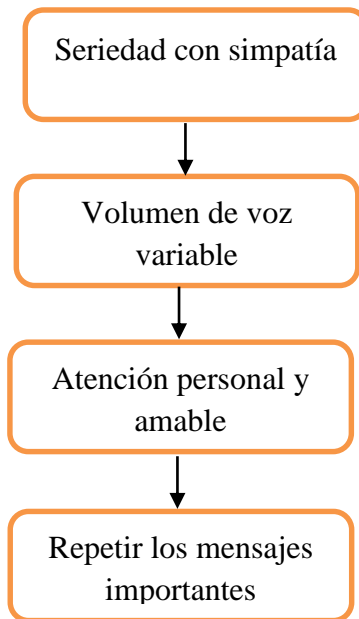 Seriedad con simpatía
Volumen de voz
variable
Atención personal y
amable
Repetir los mensajes
importantes